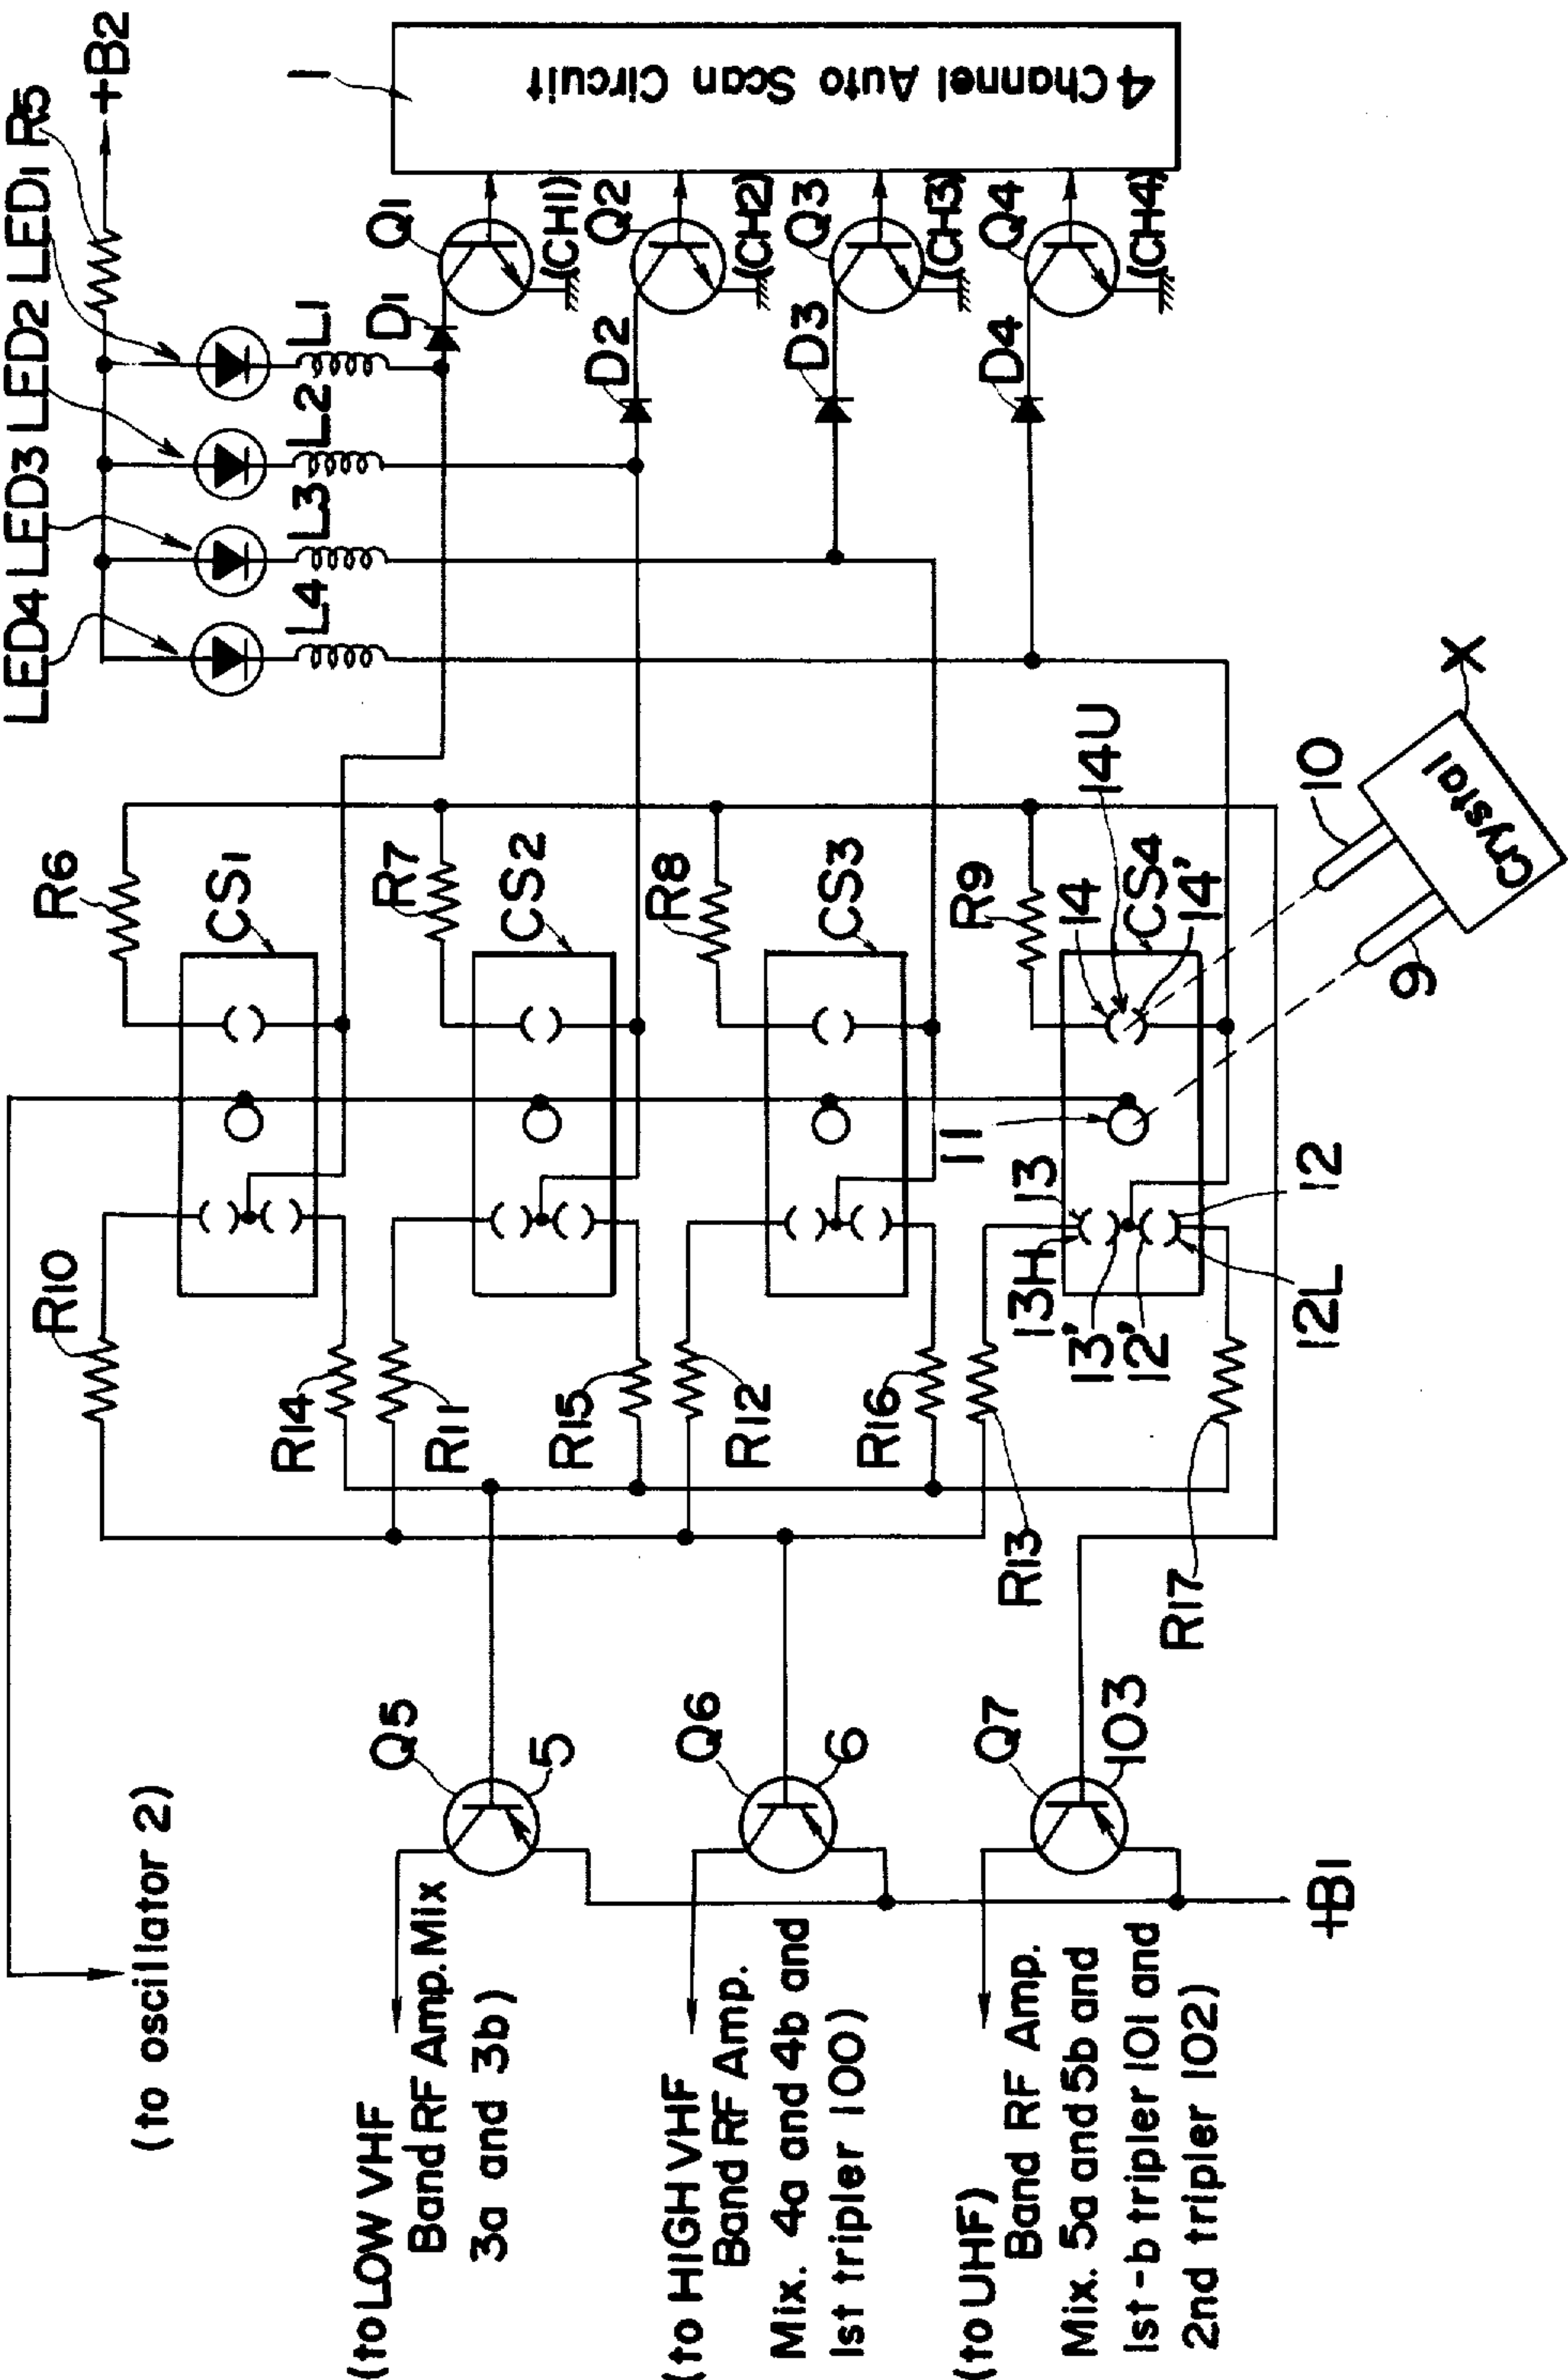 LED4 LED3 LED2 LED1 R5
+B2
1
4 Channel Auto Scan Circuit
L4 L3 L2 L1
D1
Q1
(CH1)
D2
Q2
(CH2)
D3
Q3
(CH3)
D4
Q4
(CH4)
R6
CS1
R7
CS2
R8
CS3
R9
14
14U
CS4
14'
11
13
13H
13'
12'
12
12L
10
9
X
Crystal
R10
R14
R11
R15
R12
R16
R13
R17
Q5
5
Q6
6
Q7
103
+B1
(to oscillator 2)
(to LOW VHF
Band RF Amp. Mix
3a and 3b)
(to HIGH VHF
Band RF Amp.
Mix. 4a and 4b and
1st tripler 100)
(to UHF)
Band RF Amp.
Mix. 5a and 5b and
1st-b tripler 101 and
2nd tripler 102)